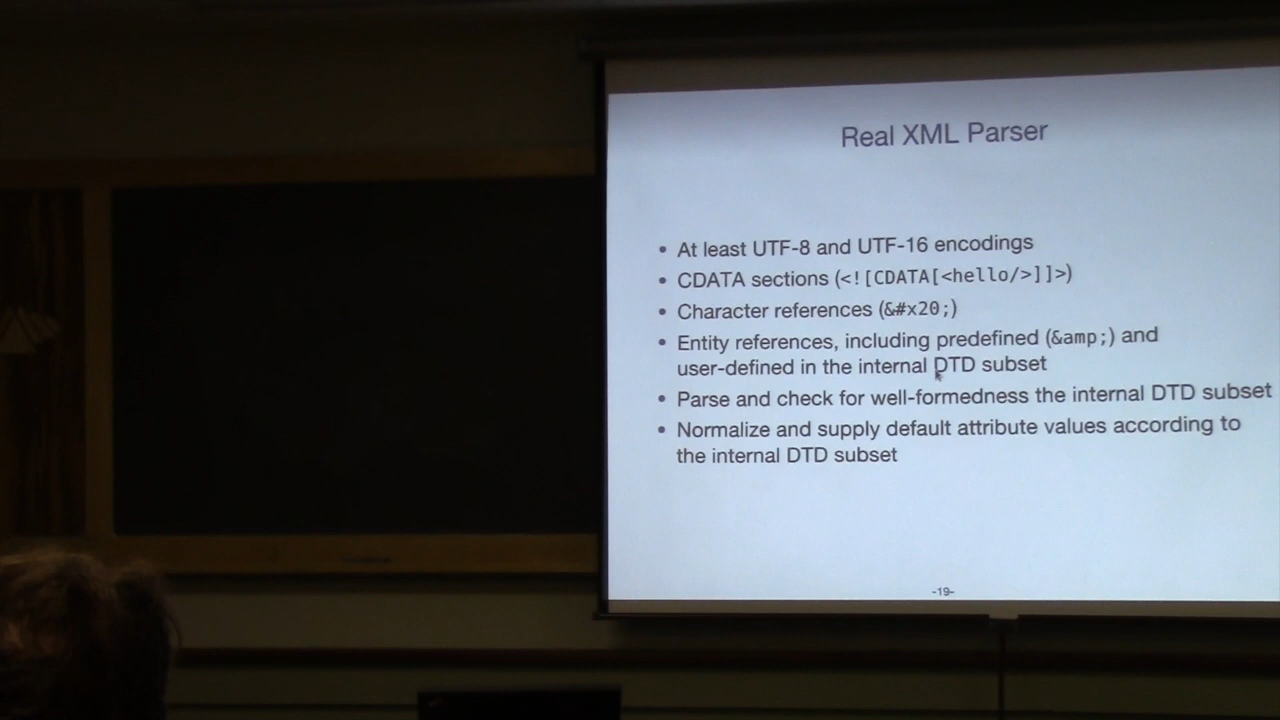 Real XML Parser
• At least UTF-8 and UTF-16 encodings
• CDATA sections (<![CDATA[<hello/>]]>)
• Character references (&#x20;)
• Entity references, including predefined (&amp;) and
user-defined in the internal DTD subset
• Parse and check for well-formedness the internal DTD subset
• Normalize and supply default attribute values according to
the internal DTD subset
-19-